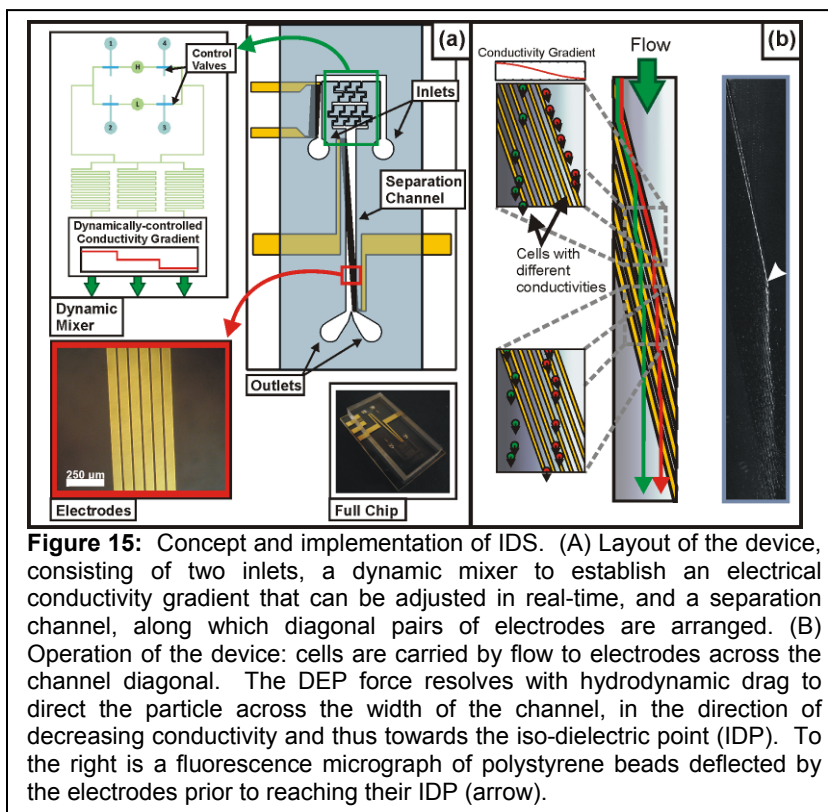 (a)
1
4
Control
Valves
H
L
2
3
Dynamically-controlled
Conductivity Gradient
Dynamic
Mixer
Inlets
Separation
Channel
Outlets
250 µm
Electrodes
Full Chip
(b)
Conductivity Gradient
Flow
Cells with
different
conductivities
Figure 15: Concept and implementation of IDS. (A) Layout of the device,
consisting of two inlets, a dynamic mixer to establish an electrical
conductivity gradient that can be adjusted in real-time, and a separation
channel, along which diagonal pairs of electrodes are arranged. (B)
Operation of the device: cells are carried by flow to electrodes across the
channel diagonal. The DEP force resolves with hydrodynamic drag to
direct the particle across the width of the channel, in the direction of
decreasing conductivity and thus towards the iso-dielectric point (IDP). To
the right is a fluorescence micrograph of polystyrene beads deflected by
the electrodes prior to reaching their IDP (arrow).